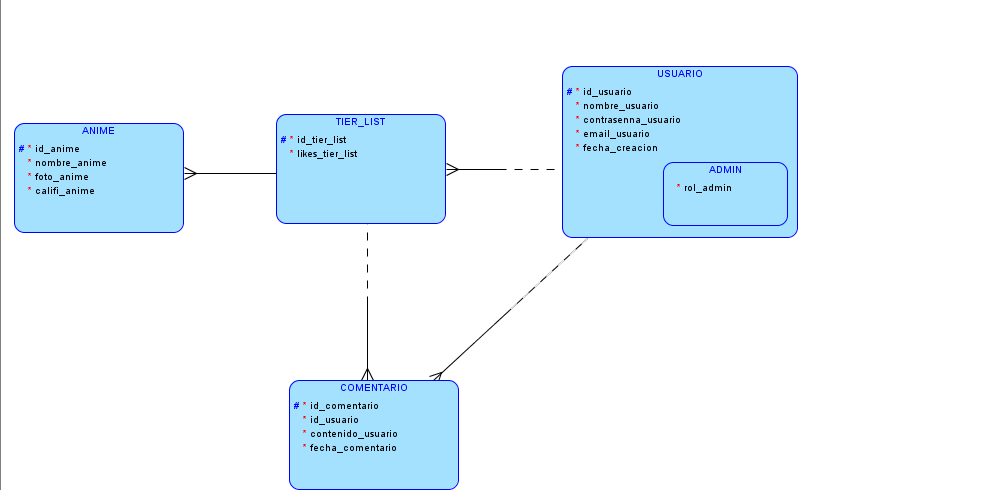 ANIME
# * id_anime
* nombre_anime
* foto_anime
* califi_anime
TIER_LIST
# * id_tier_list
* likes_tier_list
USUARIO
# * id_usuario
* nombre_usuario
* contrasenna_usuario
* email_usuario
* fecha_creacion
ADMIN
* rol_admin
COMENTARIO
# * id_comentario
* id_usuario
* contenido_usuario
* fecha_comentario